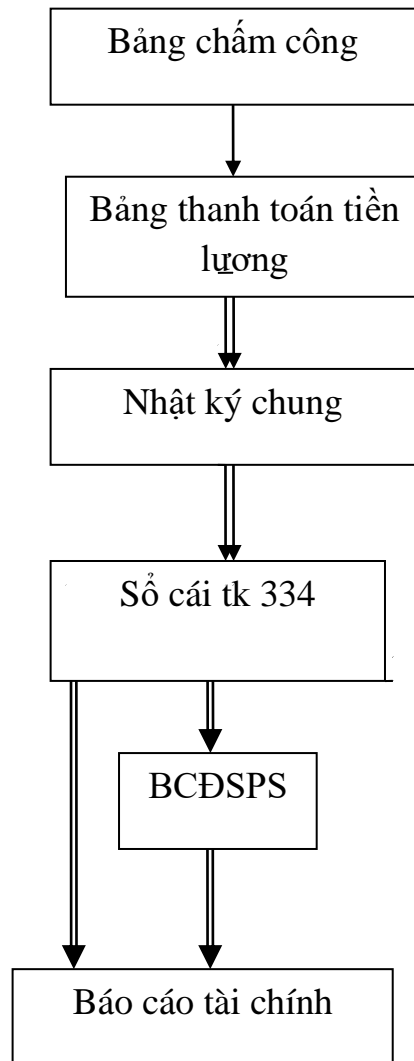 Bảng chấm công
Bảng thanh toán tiền
lương
Nhật ký chung
Sổ cái tk 334
BCĐSPS
Báo cáo tài chính